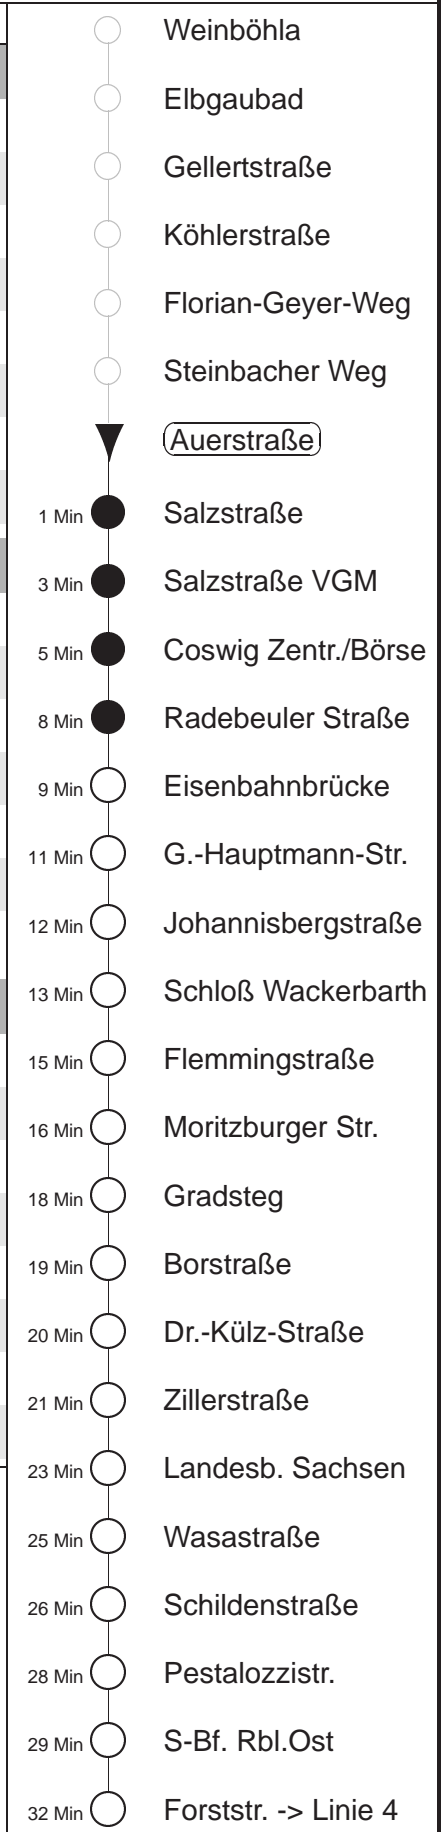 Weinböhla
Elbgaubad
Gellertstraße
Köhlerstraße
Florian-Geyer-Weg
Steinbacher Weg
Auerstraße
1 Min Salzstraße
3 Min Salzstraße VGM
5 Min Coswig Zentr./Börse
8 Min Radebeuler Straße
9 Min Eisenbahnbrücke
11 Min G.-Hauptmann-Str.
12 Min Johannisbergstraße
13 Min Schloß Wackerbarth
15 Min Flemmingstraße
16 Min Moritzburger Str.
18 Min Gradsteg
19 Min Borstraße
20 Min Dr.-Külz-Straße
21 Min Zillerstraße
23 Min Landesb. Sachsen
25 Min Wasastraße
26 Min Schildenstraße
28 Min Pestalozzistr.
29 Min S-Bf. Rbl.Ost
32 Min Forststr. -> Linie 4